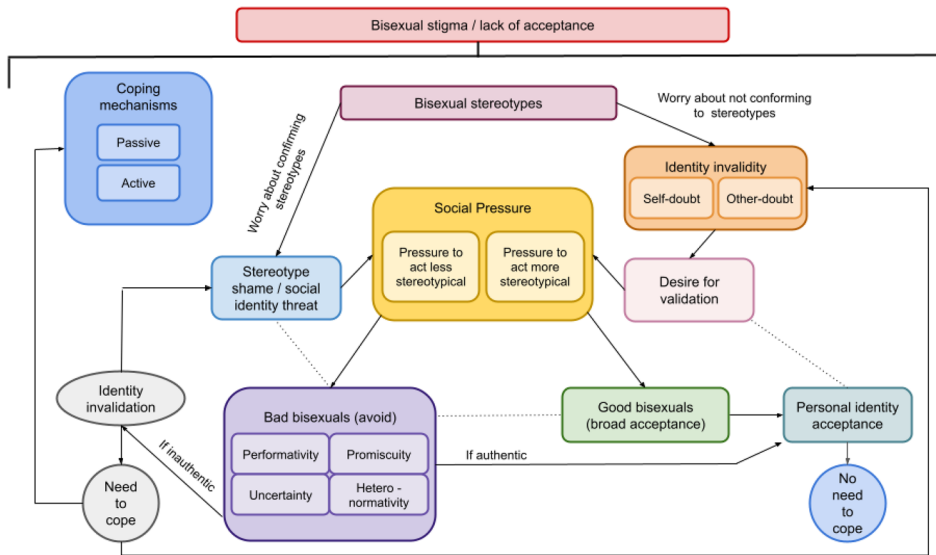 Bisexual stigma / lack of acceptance
Coping
mechanisms
Passive
Active
Bisexual stereotypes
Worry about not conforming
to stereotypes
Worry about confirming
stereotypes
Identity invalidity
Self-doubt
Other-doubt
Social Pressure
Pressure to
act less
stereotypical
Pressure to
act more
stereotypical
Stereotype
shame / social
identity threat
Desire for
validation
Identity
invalidation
Bad bisexuals (avoid)
Performativity
Promiscuity
Uncertainty
Hetero -
normativity
Good bisexuals
(broad acceptance)
Personal identity
acceptance
If inauthentic
If authentic
Need
to
cope
No
need
to
cope